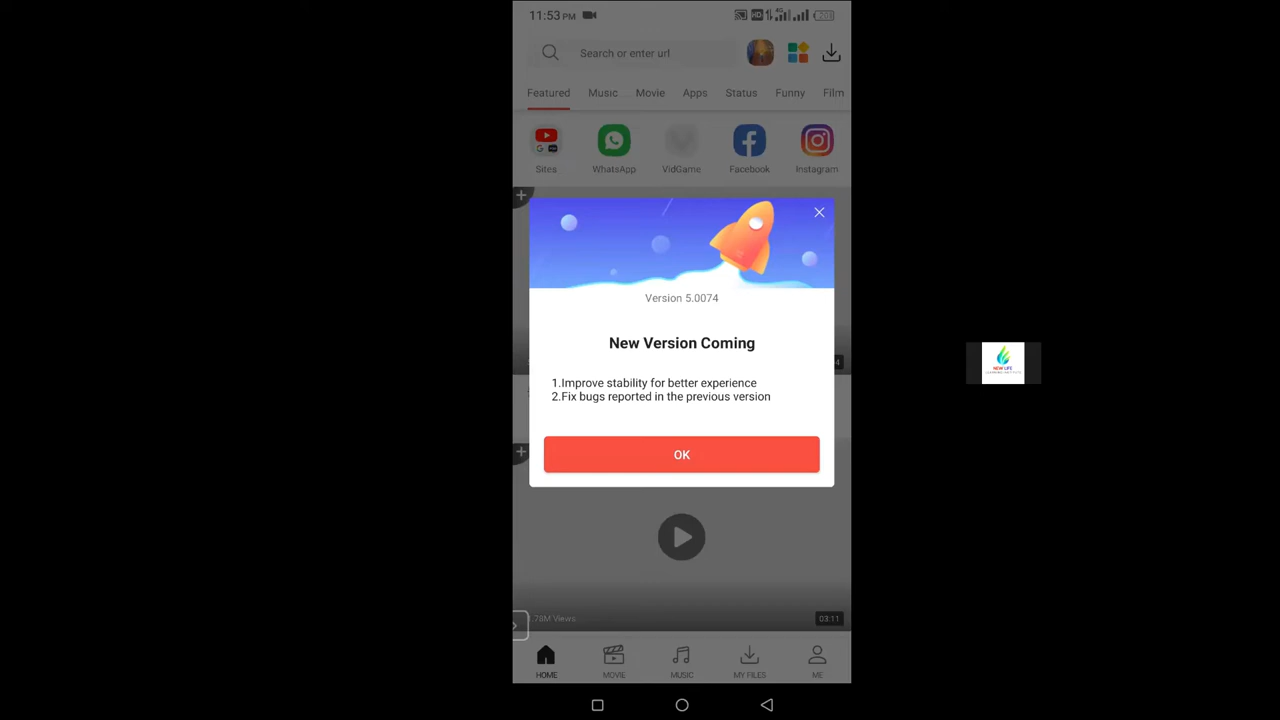 11:53 PM
HD 4G
Search or enter url
Featured Music Movie Apps Status Funny Film
Sites WhatsApp VidGame Facebook Instagram
Version 5.0074
New Version Coming
1.Improve stability for better experience
2.Fix bugs reported in the previous version
OK
NEW LIFE
.78M Views
03:11
HOME MOVIE MUSIC MY FILES ME